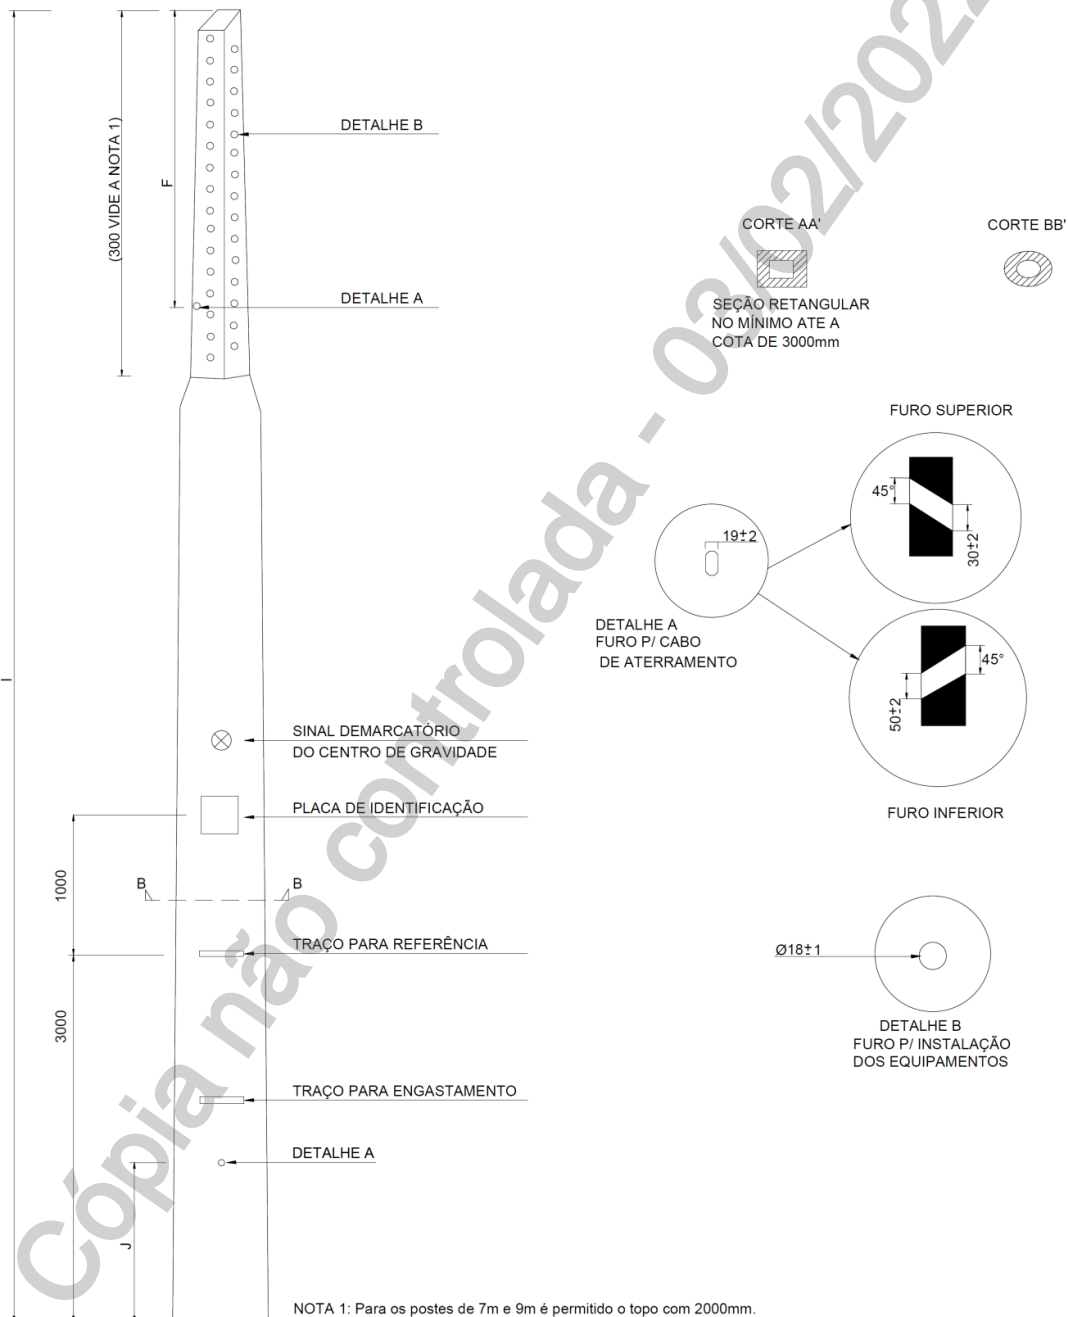 DETALHE B
(300 VIDE A NOTA 1)
F
DETALHE A
CORTE AA'
CORTE BB'
SEÇÃO RETANGULAR
NO MÍNIMO ATE A
COTA DE 3000mm
FURO SUPERIOR
45°
30±2
19±2
DETALHE A
FURO P/ CABO
DE ATERRAMENTO
45°
50±2
FURO INFERIOR
I
SINAL DEMARCATÓRIO
DO CENTRO DE GRAVIDADE
PLACA DE IDENTIFICAÇÃO
1000
B
B
TRAÇO PARA REFERÊNCIA
Ø18±1
3000
DETALHE B
FURO P/ INSTALAÇÃO
DOS EQUIPAMENTOS
TRAÇO PARA ENGASTAMENTO
DETALHE A
J
NOTA 1: Para os postes de 7m e 9m é permitido o topo com 2000mm.
Cópia não controlada - 03/02/202